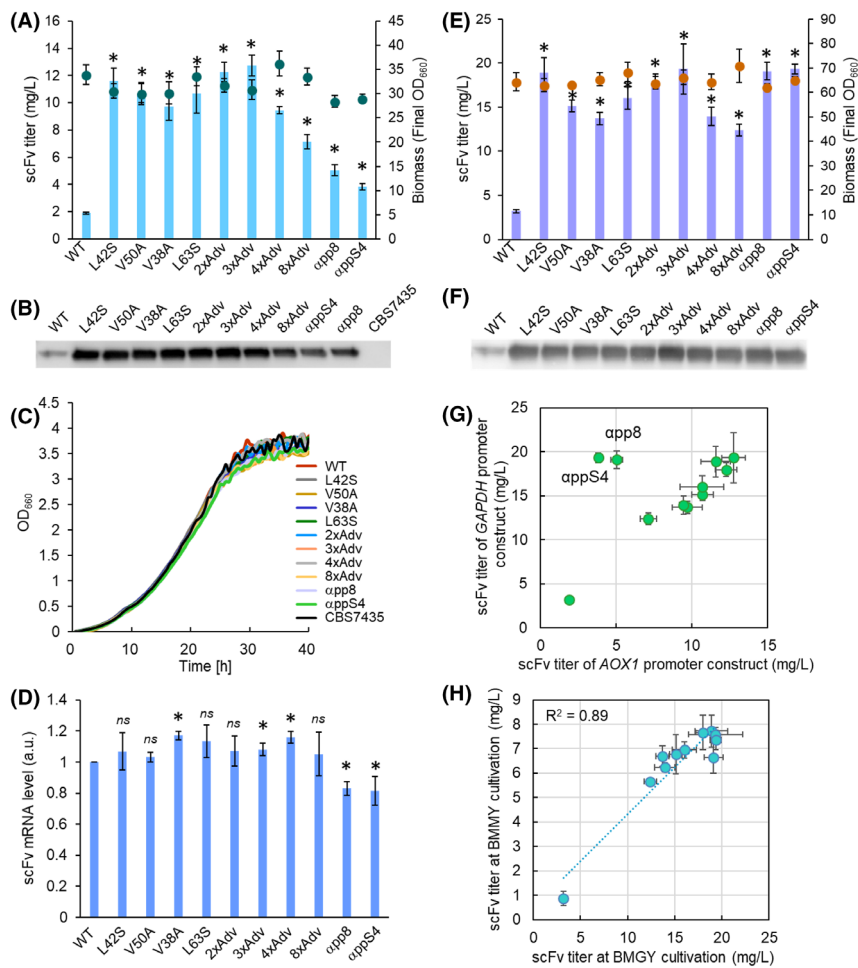 (A)
16
14
12
10
8
6
4
2
0
scFv titer (mg/L)
45
40
35
30
25
20
15
10
5
0
Biomass (Final OD660)
* * * * * * * * * *
WT L42S V50A V38A L63S 2xAdv 3xAdv 4xAdv 8xAdv αpp8 αppS4
(E)
25
20
15
10
5
0
scFv titer (mg/L)
90
80
70
60
50
40
30
20
10
0
Biomass (Final OD660)
* * * * * * * * * *
WT L42S V50A V38A L63S 2xAdv 3xAdv 4xAdv 8xAdv αpp8 αppS4
(B)
WT L42S V50A V38A L63S 2xAdv 3xAdv 4xAdv 8xAdv αppS4 αpp8 CBS7435
(F)
WT L42S V50A V38A L63S 2xAdv 3xAdv 4xAdv 8xAdv αpp8 αppS4
(C)
4.5
4
3.5
3
2.5
2
1.5
1
0.5
0
OD660
0 10 20 30 40
Time [h]
WT
L42S
V50A
V38A
L63S
2xAdv
3xAdv
4xAdv
8xAdv
αpp8
αppS4
CBS7435
(G)
25
20
15
10
5
0
scFv titer of GAPDH promoter
construct (mg/L)
αpp8
αppS4
0 5 10 15
scFv titer of AOX1 promoter construct (mg/L)
(D)
1.4
1.2
1
0.8
0.6
0.4
0.2
0
scFv mRNA level (a.u.)
ns ns * ns ns * * ns * *
WT L42S V50A V38A L63S 2xAdv 3xAdv 4xAdv 8xAdv αpp8 αppS4
(H)
9
8
7
6
5
4
3
2
1
0
scFv titer at BMMY cultivation (mg/L)
R2 = 0.89
0 5 10 15 20 25
scFv titer at BMGY cultivation (mg/L)